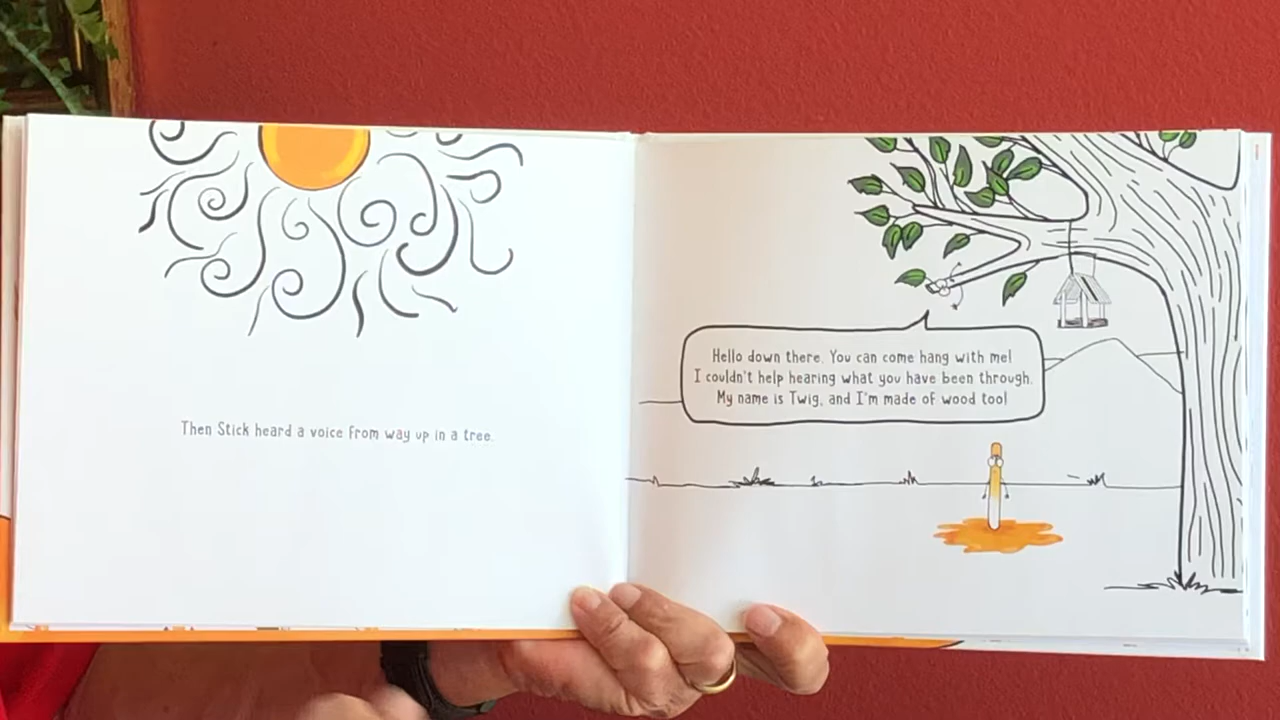 Then Stick heard a voice from way up in a tree.
Hello down there. You can come hang with me!
I couldn't help hearing what you have been through.
My name is Twig, and I'm made of wood too!